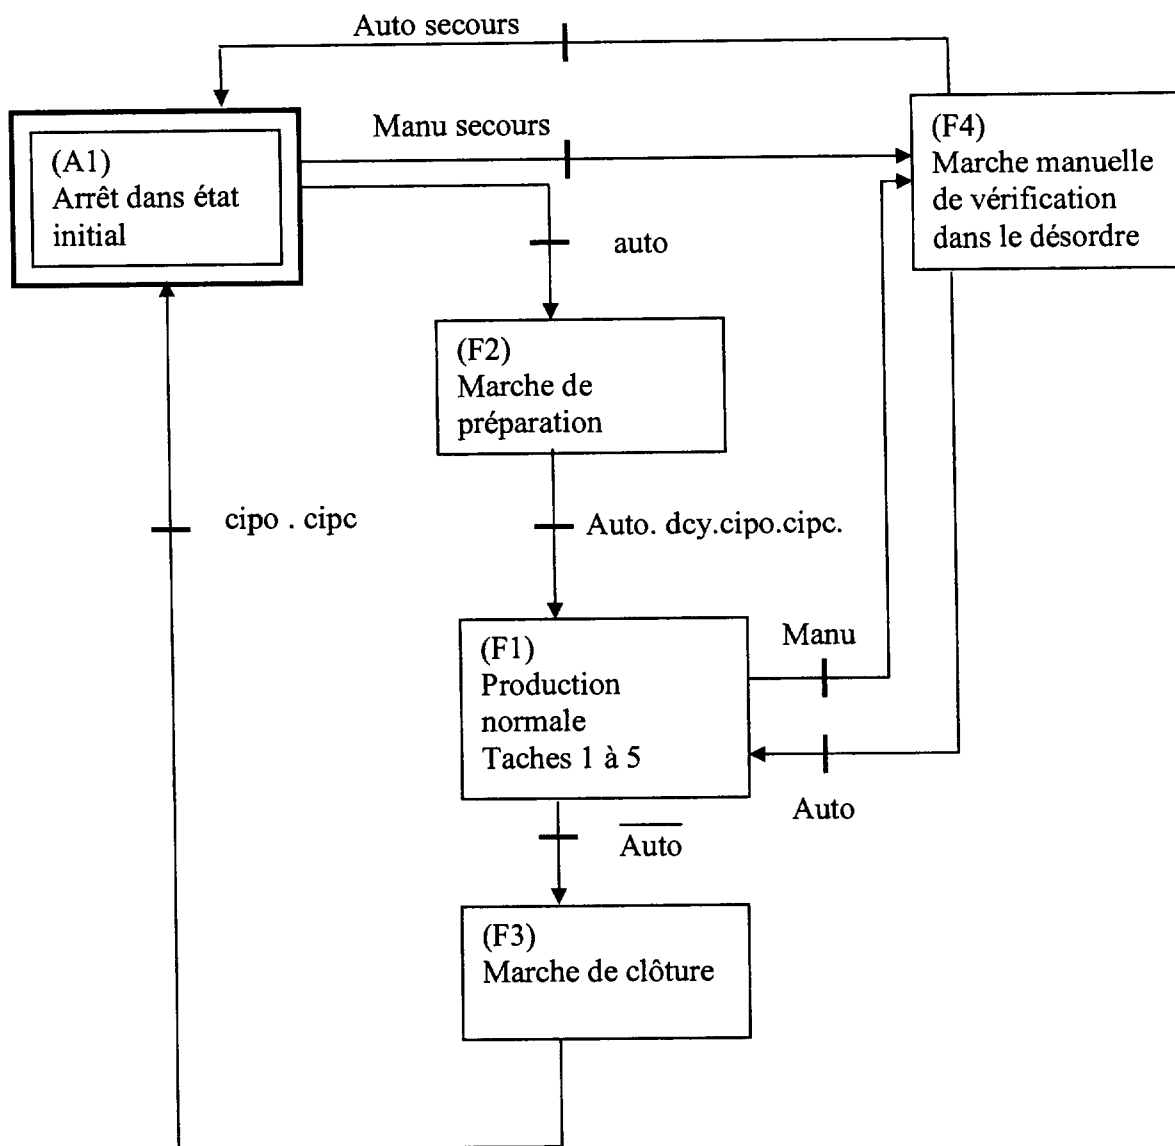 Auto secours
(A1)
Arrêt dans état
initial
Manu secours
(F4)
Marche manuelle
de vérification
dans le désordre
auto
(F2)
Marche de
préparation
cipo . cipc
Auto. dcy.cipo.cipc.
(F1)
Production
normale
Taches 1 à 5
Manu
Auto
Auto
(F3)
Marche de clôture